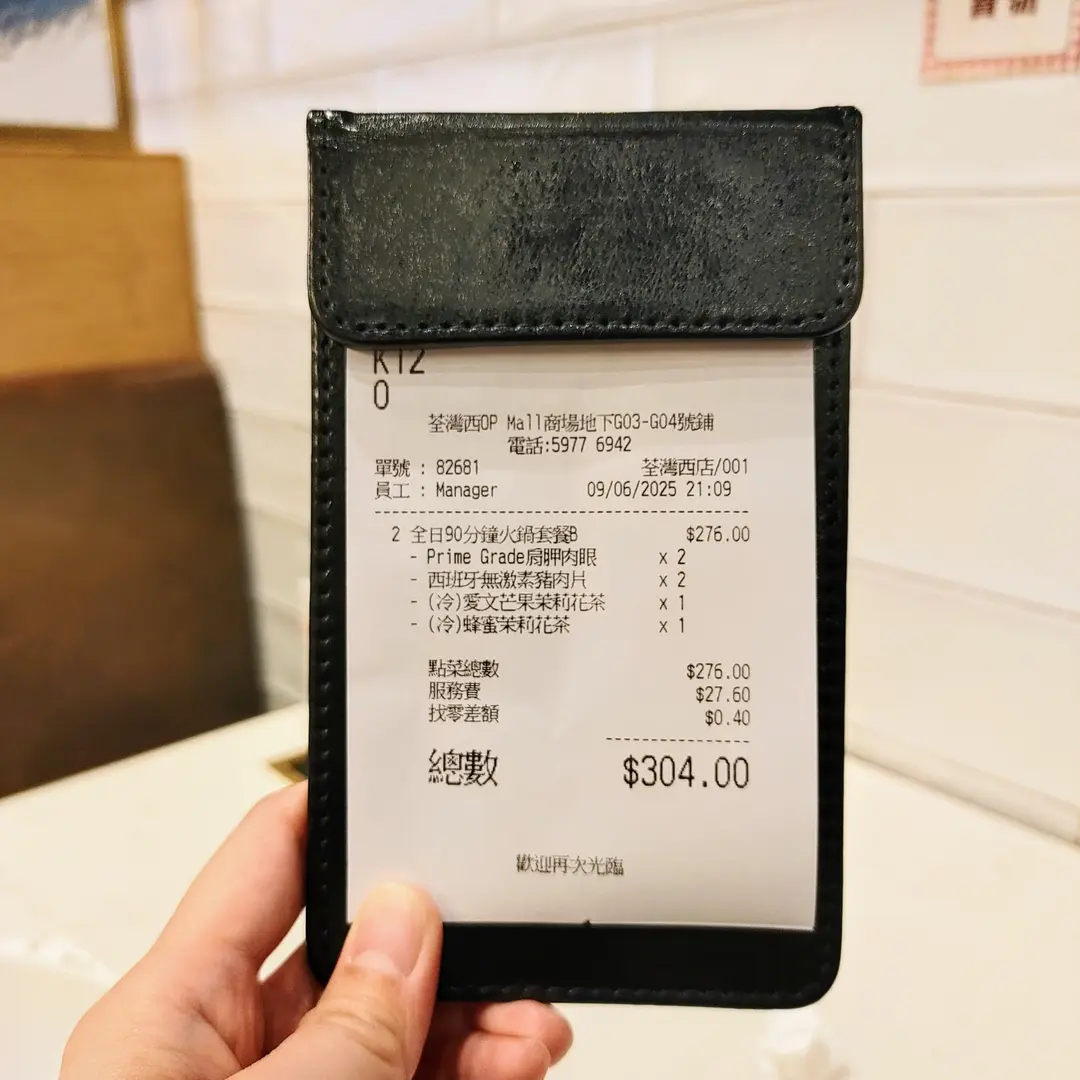 K12
0
荃灣西OP Mall商場地下G03-G04號鋪
電話:5977 6942
單號 : 82681 荃灣西店/001
員工 : Manager 09/06/2025 21:09
2 全日90分鐘火鍋套餐B $276.00
- Prime Grade肩胛肉眼 x 2
- 西班牙無激素豬肉片 x 2
- (冷)愛文芒果茉莉花茶 x 1
- (冷)蜂蜜茉莉花茶 x 1
點菜總數 $276.00
服務費 $27.60
找零差額 $0.40
總數 $304.00
歡迎再次光臨